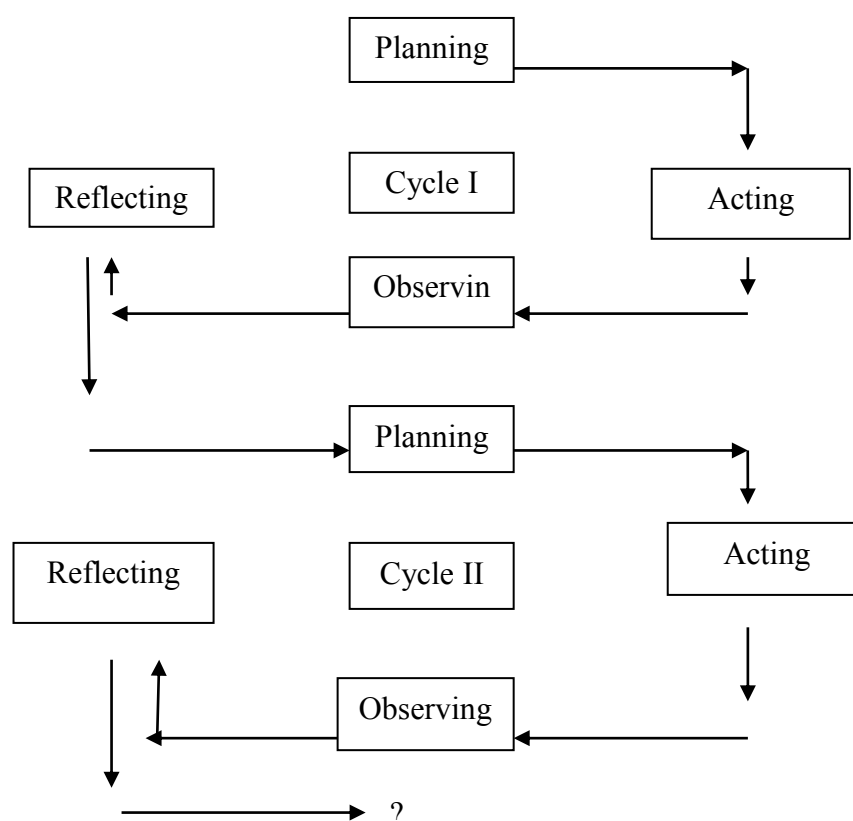 Planning
Reflecting
Cycle I
Acting
Observin
Planning
Reflecting
Cycle II
Acting
Observing
?